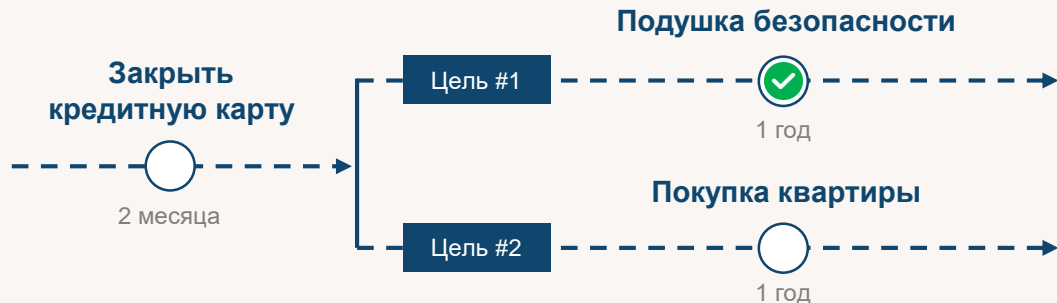 Подушка безопасности
Закрыть
кредитную карту
Цель #1
1 год
2 месяца
Покупка квартиры
Цель #2
1 год